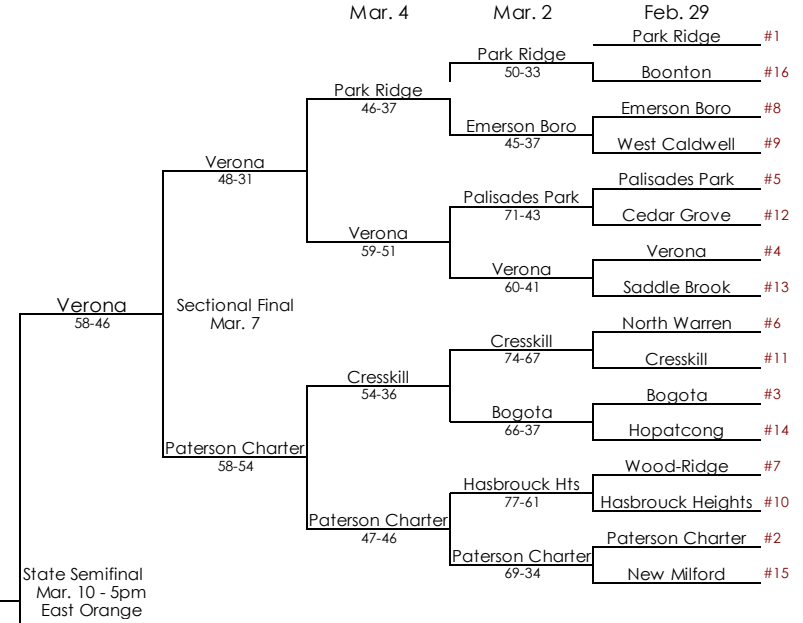 Mar. 4 Mar. 2 Feb. 29
Park Ridge #1
Park Ridge
50-33
Boonton #16
Park Ridge
46-37
Emerson Boro #8
Emerson Boro
45-37
West Caldwell #9
Verona
48-31
Palisades Park #5
Palisades Park
71-43
Cedar Grove #12
Verona
59-51
Verona #4
Verona
60-41
Saddle Brook #13
Verona
58-46
Sectional Final
Mar. 7
North Warren #6
Cresskill
74-67
Cresskill #11
Cresskill
54-36
Bogota #3
Bogota
66-37
Hopatcong #14
Paterson Charter
58-54
Wood-Ridge #7
Hasbrouck Hts
77-61
Hasbrouck Heights #10
Paterson Charter
47-46
Paterson Charter #2
Paterson Charter
69-34
New Milford #15
State Semifinal
Mar. 10 - 5pm
East Orange